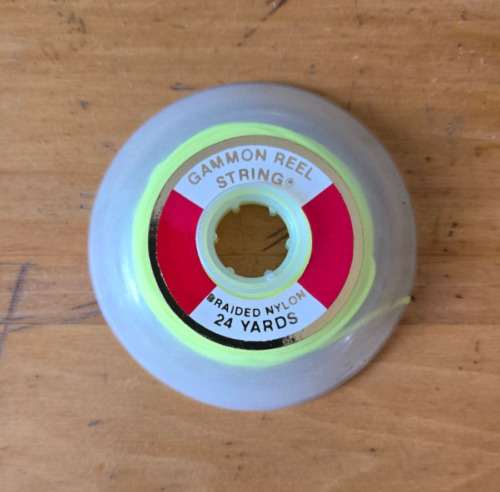 GAMMON REEL
STRING®
BRAIDED NYLON
24 YARDS